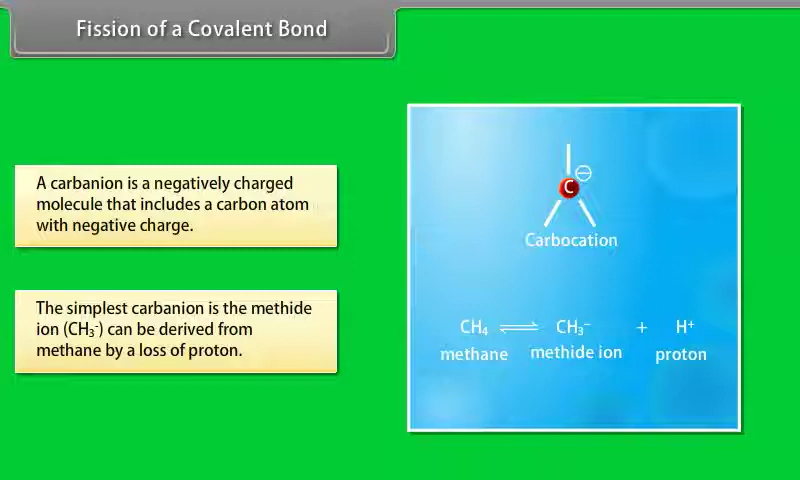 Fission of a Covalent Bond
A carbanion is a negatively charged
molecule that includes a carbon atom
with negative charge.
The simplest carbanion is the methide
ion (CH₃⁻) can be derived from
methane by a loss of proton.
C ⊖
Carbocation
CH₄ ⇌ CH₃⁻ + H⁺
methane methide ion proton